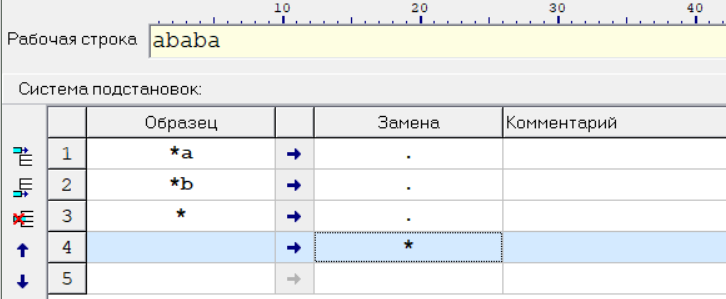 10 20 30 40
Рабочая строка ababa
Система подстановок:
Образец Замена Комментарий
1 *a → .
2 *b → .
3 * → .
4 → *
5 →